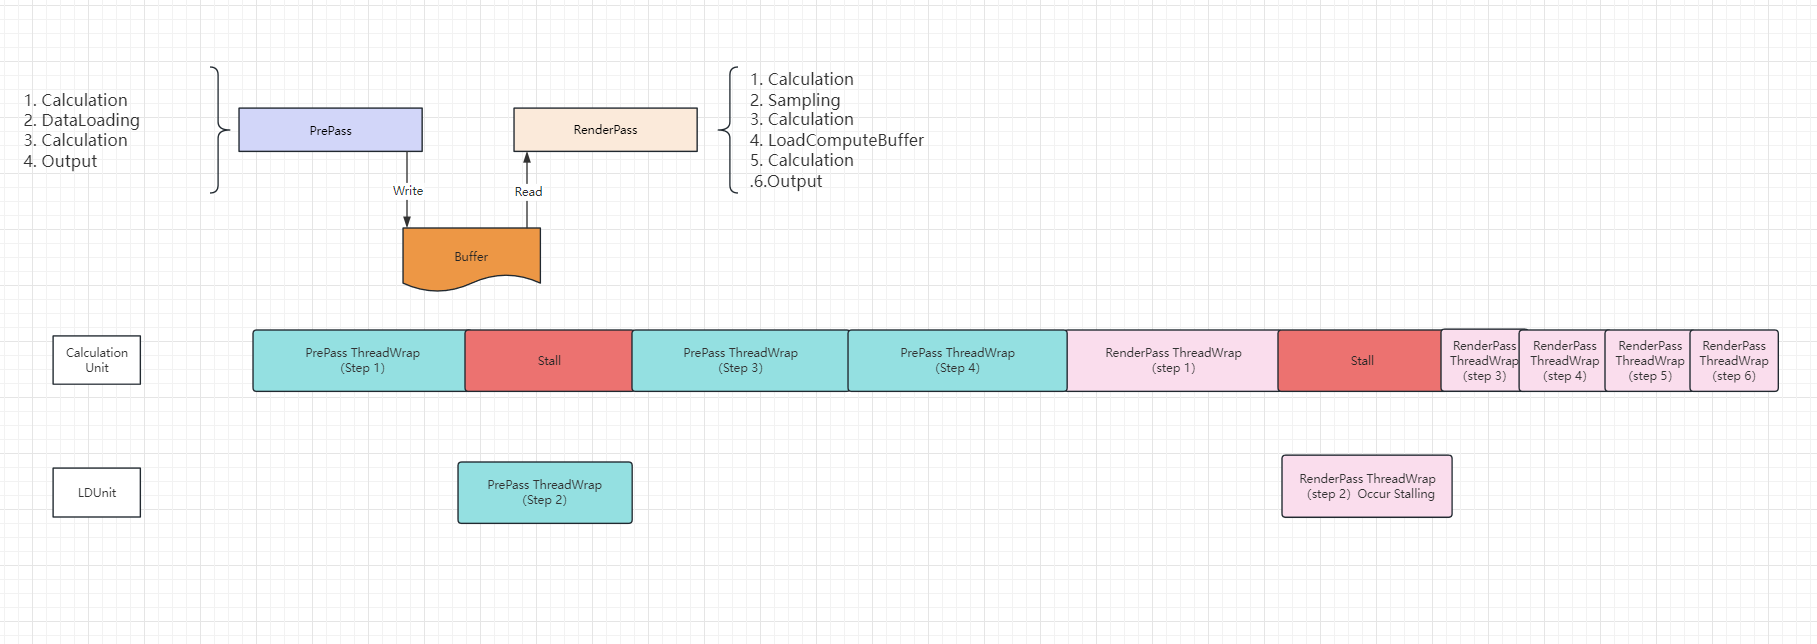 1. Calculation
2. DataLoading
3. Calculation
4. Output
PrePass
RenderPass
1. Calculation
2. Sampling
3. Calculation
4. LoadComputeBuffer
5. Calculation
.6.Output
Write
Read
Buffer
Calculation
Unit
PrePass ThreadWrap
(Step 1)
Stall
PrePass ThreadWrap
(Step 3)
PrePass ThreadWrap
(Step 4)
RenderPass ThreadWrap
(step 1)
Stall
RenderPass
ThreadWrap
(step 3)
RenderPass
ThreadWrap
(step 4)
RenderPass
ThreadWrap
(step 5)
RenderPass
ThreadWrap
(step 6)
LDUnit
PrePass ThreadWrap
(Step 2)
RenderPass ThreadWrap
(step 2) Occur Stalling